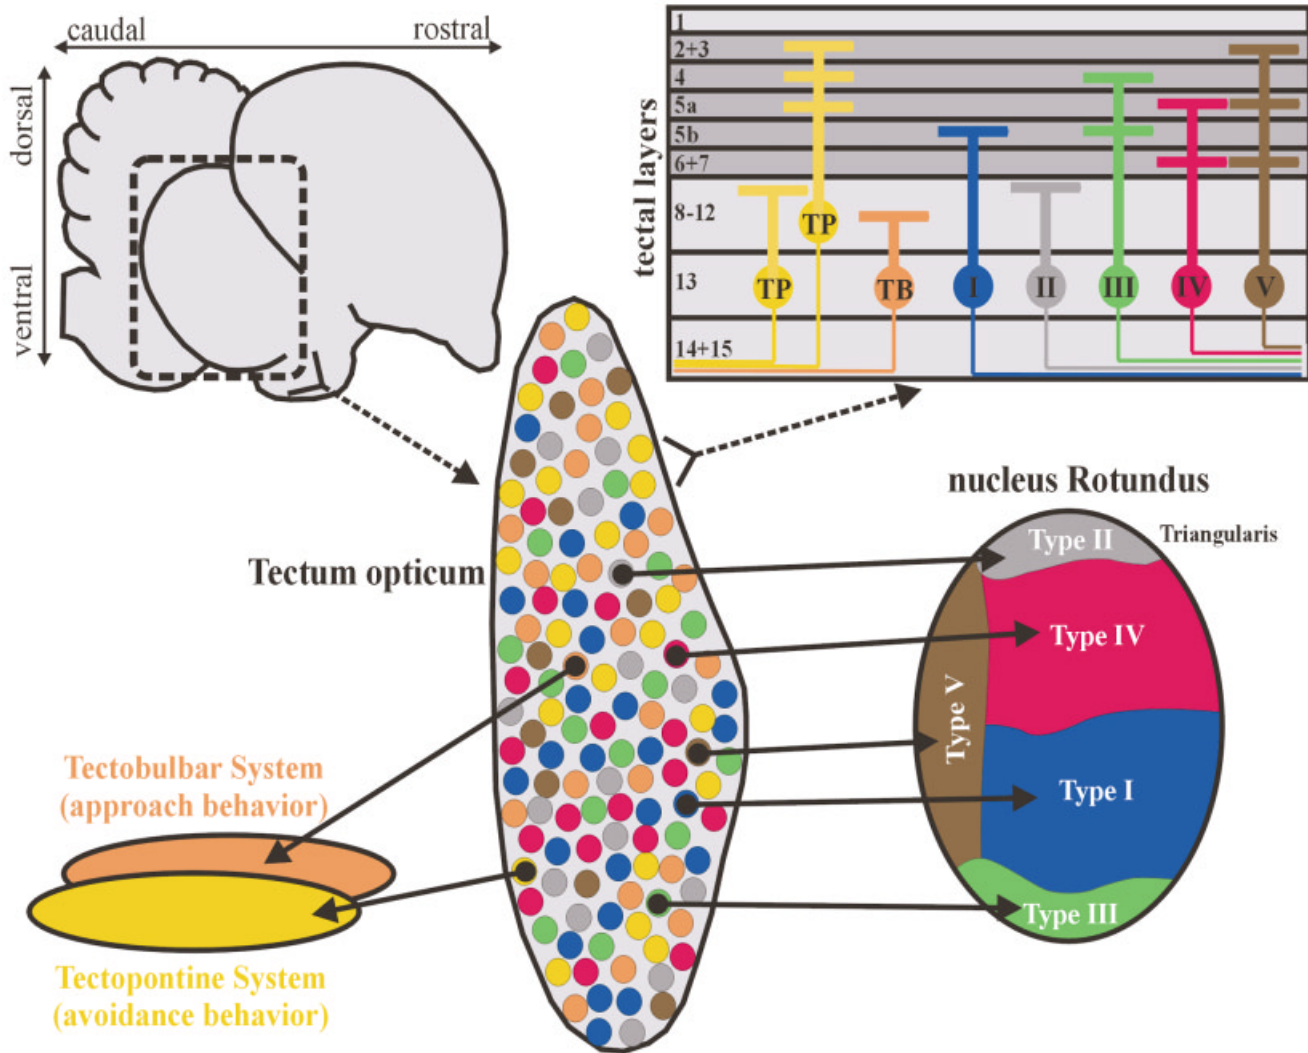 caudal
rostral
dorsal
ventral
tectal layers
1
2+3
4
5a
5b
6+7
8-12
13
14+15
TP
TP
TB
I
II
III
IV
V
Tectum opticum
nucleus Rotundus
Triangularis
Type II
Type IV
Type V
Type I
Type III
Tectobulbar System
(approach behavior)
Tectopontine System
(avoidance behavior)